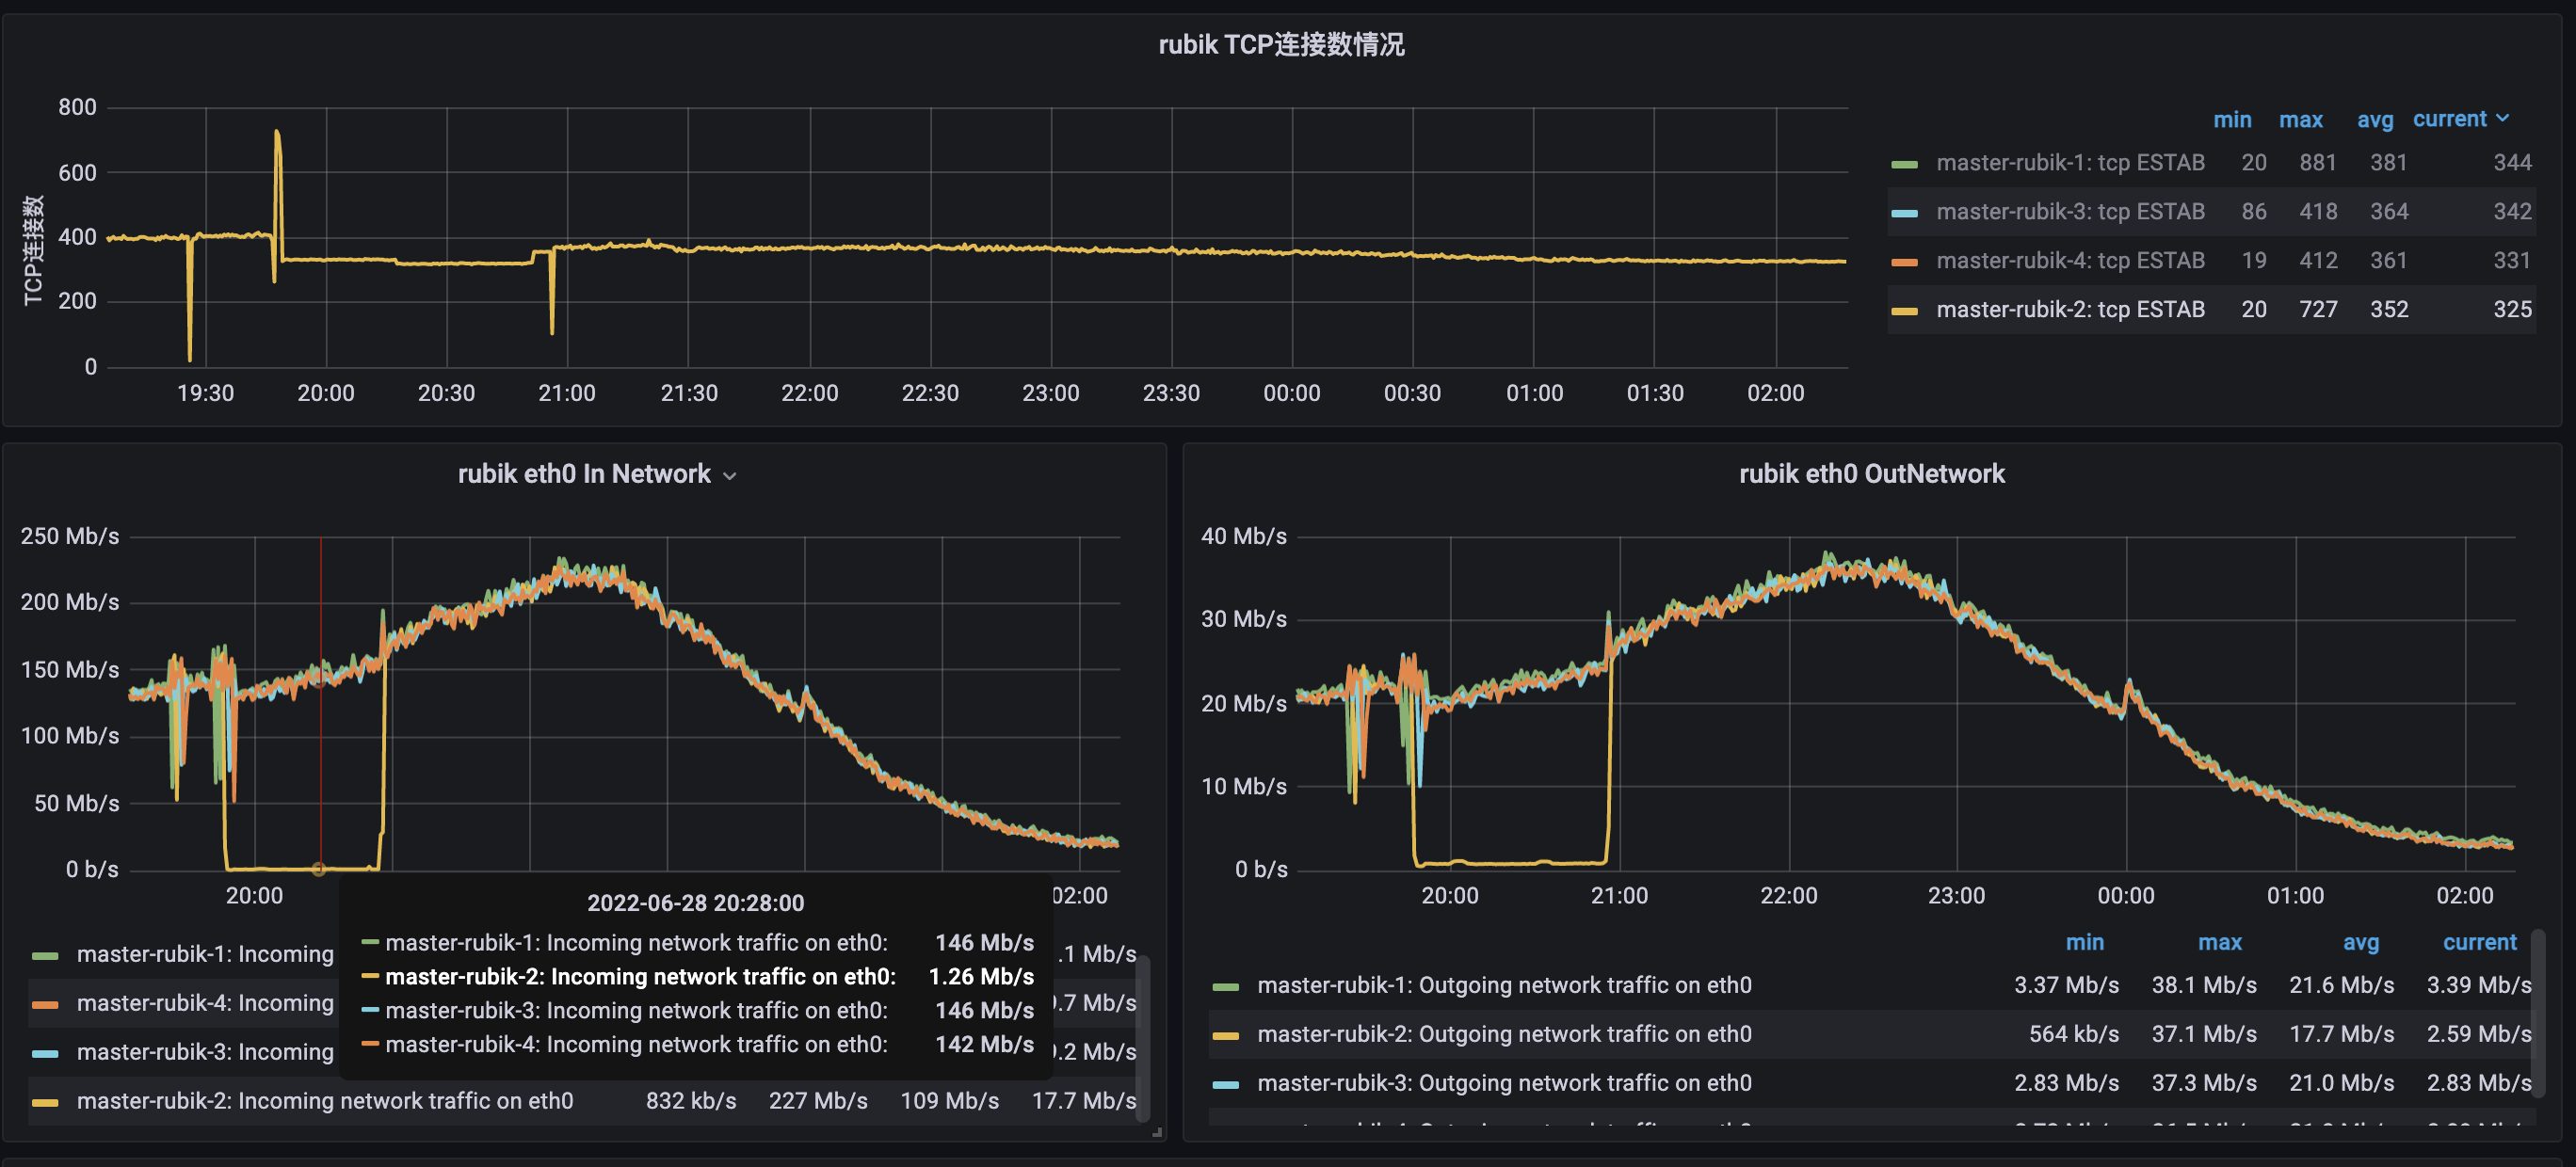 rubik TCP连接数情况
TCP连接数
800
600
400
200
0
19:30 20:00 20:30 21:00 21:30 22:00 22:30 23:00 23:30 00:00 00:30 01:00 01:30 02:00
min max avg current
master-rubik-1: tcp ESTAB 20 881 381 344
master-rubik-3: tcp ESTAB 86 418 364 342
master-rubik-4: tcp ESTAB 19 412 361 331
master-rubik-2: tcp ESTAB 20 727 352 325
rubik eth0 In Network
250 Mb/s
200 Mb/s
150 Mb/s
100 Mb/s
50 Mb/s
0 b/s
20:00 02:00
2022-06-28 20:28:00
master-rubik-1: Incoming network traffic on eth0: 146 Mb/s
master-rubik-2: Incoming network traffic on eth0: 1.26 Mb/s
master-rubik-3: Incoming network traffic on eth0: 146 Mb/s
master-rubik-4: Incoming network traffic on eth0: 142 Mb/s
master-rubik-1: Incoming .1 Mb/s
master-rubik-4: Incoming .7 Mb/s
master-rubik-3: Incoming .2 Mb/s
master-rubik-2: Incoming network traffic on eth0 832 kb/s 227 Mb/s 109 Mb/s 17.7 Mb/s
rubik eth0 OutNetwork
40 Mb/s
30 Mb/s
20 Mb/s
10 Mb/s
0 b/s
20:00 21:00 22:00 23:00 00:00 01:00 02:00
min max avg current
master-rubik-1: Outgoing network traffic on eth0 3.37 Mb/s 38.1 Mb/s 21.6 Mb/s 3.39 Mb/s
master-rubik-2: Outgoing network traffic on eth0 564 kb/s 37.1 Mb/s 17.7 Mb/s 2.59 Mb/s
master-rubik-3: Outgoing network traffic on eth0 2.83 Mb/s 37.3 Mb/s 21.0 Mb/s 2.83 Mb/s